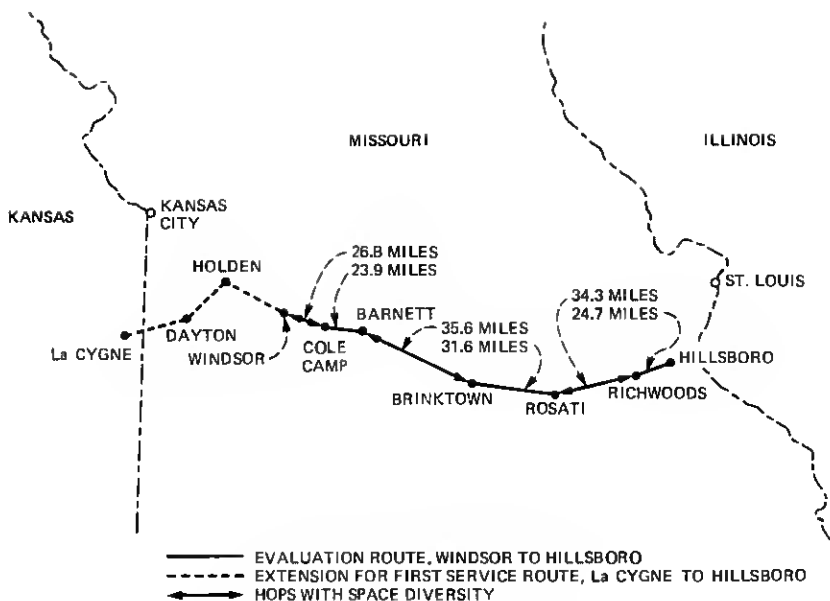 MISSOURI
ILLINOIS
KANSAS
KANSAS
CITY
HOLDEN
26.8 MILES
23.9 MILES
ST. LOUIS
34.3 MILES
24.7 MILES
BARNETT
35.6 MILES
31.6 MILES
HILLSBORO
La CYGNE
DAYTON
WINDSOR
COLE
CAMP
BRINKTOWN
ROSATI
RICHWOODS
EVALUATION ROUTE, WINDSOR TO HILLSBORO
EXTENSION FOR FIRST SERVICE ROUTE, La CYGNE TO HILLSBORO
HOPS WITH SPACE DIVERSITY